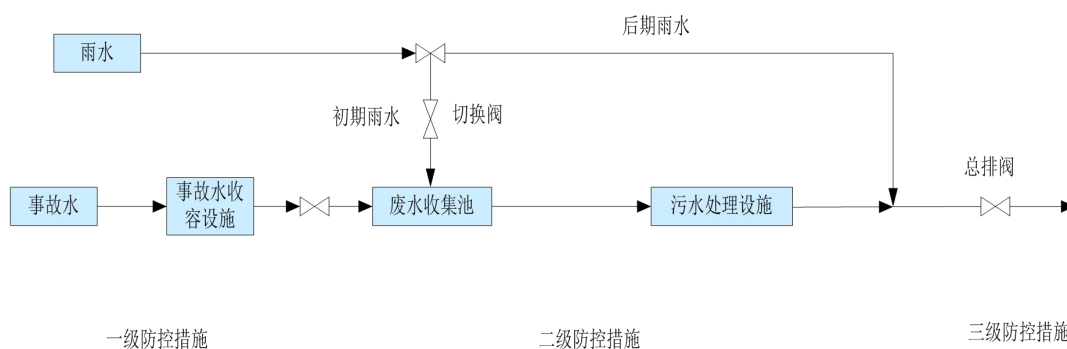 后期雨水
雨水
初期雨水
切换阀
总排阀
事故水
事故水收
容设施
废水收集池
污水处理设施
一级防控措施
二级防控措施
三级防控措施